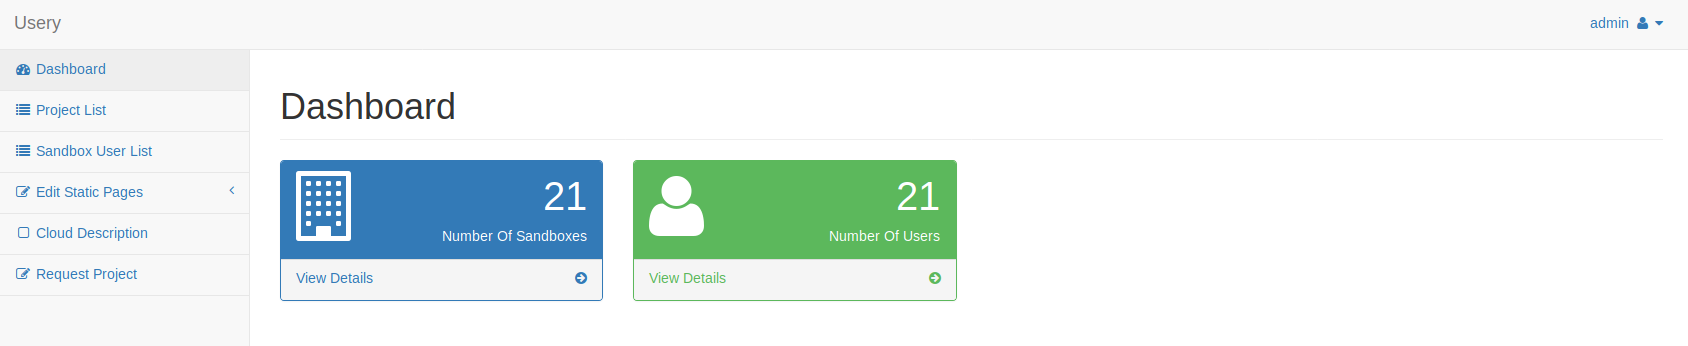 Usery
admin
Dashboard
Project List
Sandbox User List
Edit Static Pages
Cloud Description
Request Project
Dashboard
21
Number Of Sandboxes
View Details
21
Number Of Users
View Details